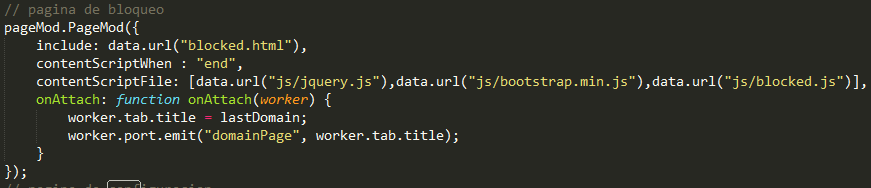 // pagina de bloqueo
pageMod.PageMod({
    include: data.url("blocked.html"),
    contentScriptWhen : "end",
    contentScriptFile: [data.url("js/jquery.js"),data.url("js/bootstrap.min.js"),data.url("js/blocked.js")],
    onAttach: function onAttach(worker) {
        worker.tab.title = lastDomain;
        worker.port.emit("domainPage", worker.tab.title);
    }
});
// pagina de configuracion